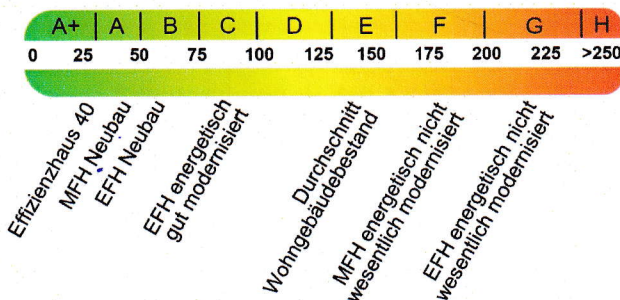 A+ A B C D E F G H
0 25 50 75 100 125 150 175 200 225 >250
Effizienzhaus 40
MFH Neubau
EFH Neubau
EFH energetisch
gut modernisiert
Durchschnitt
Wohngebäudebestand
MFH energetisch nicht
wesentlich modernisiert
EFH energetisch nicht
wesentlich modernisiert